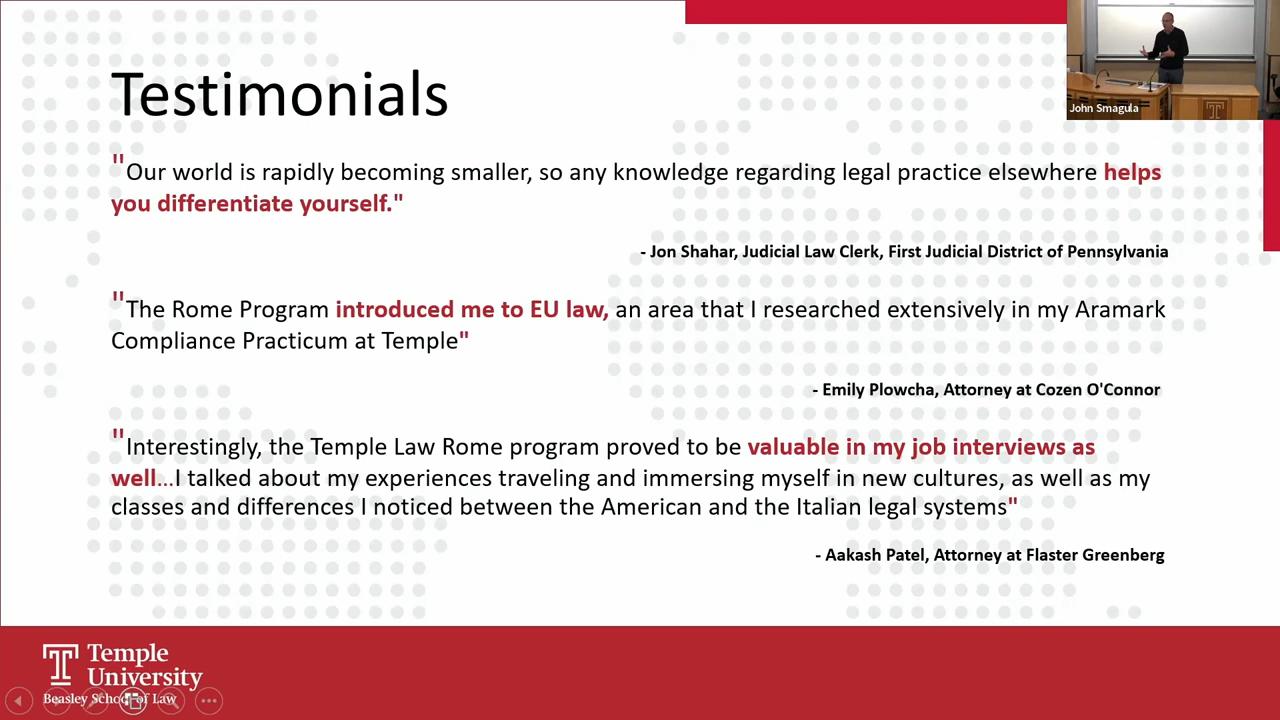 John Smagula
Testimonials
"Our world is rapidly becoming smaller, so any knowledge regarding legal practice elsewhere helps
you differentiate yourself."
- Jon Shahar, Judicial Law Clerk, First Judicial District of Pennsylvania
"The Rome Program introduced me to EU law, an area that I researched extensively in my Aramark
Compliance Practicum at Temple"
- Emily Plowcha, Attorney at Cozen O'Connor
"Interestingly, the Temple Law Rome program proved to be valuable in my job interviews as
well...I talked about my experiences traveling and immersing myself in new cultures, as well as my
classes and differences I noticed between the American and the Italian legal systems"
- Aakash Patel, Attorney at Flaster Greenberg
Temple
University
Beasley School of Law